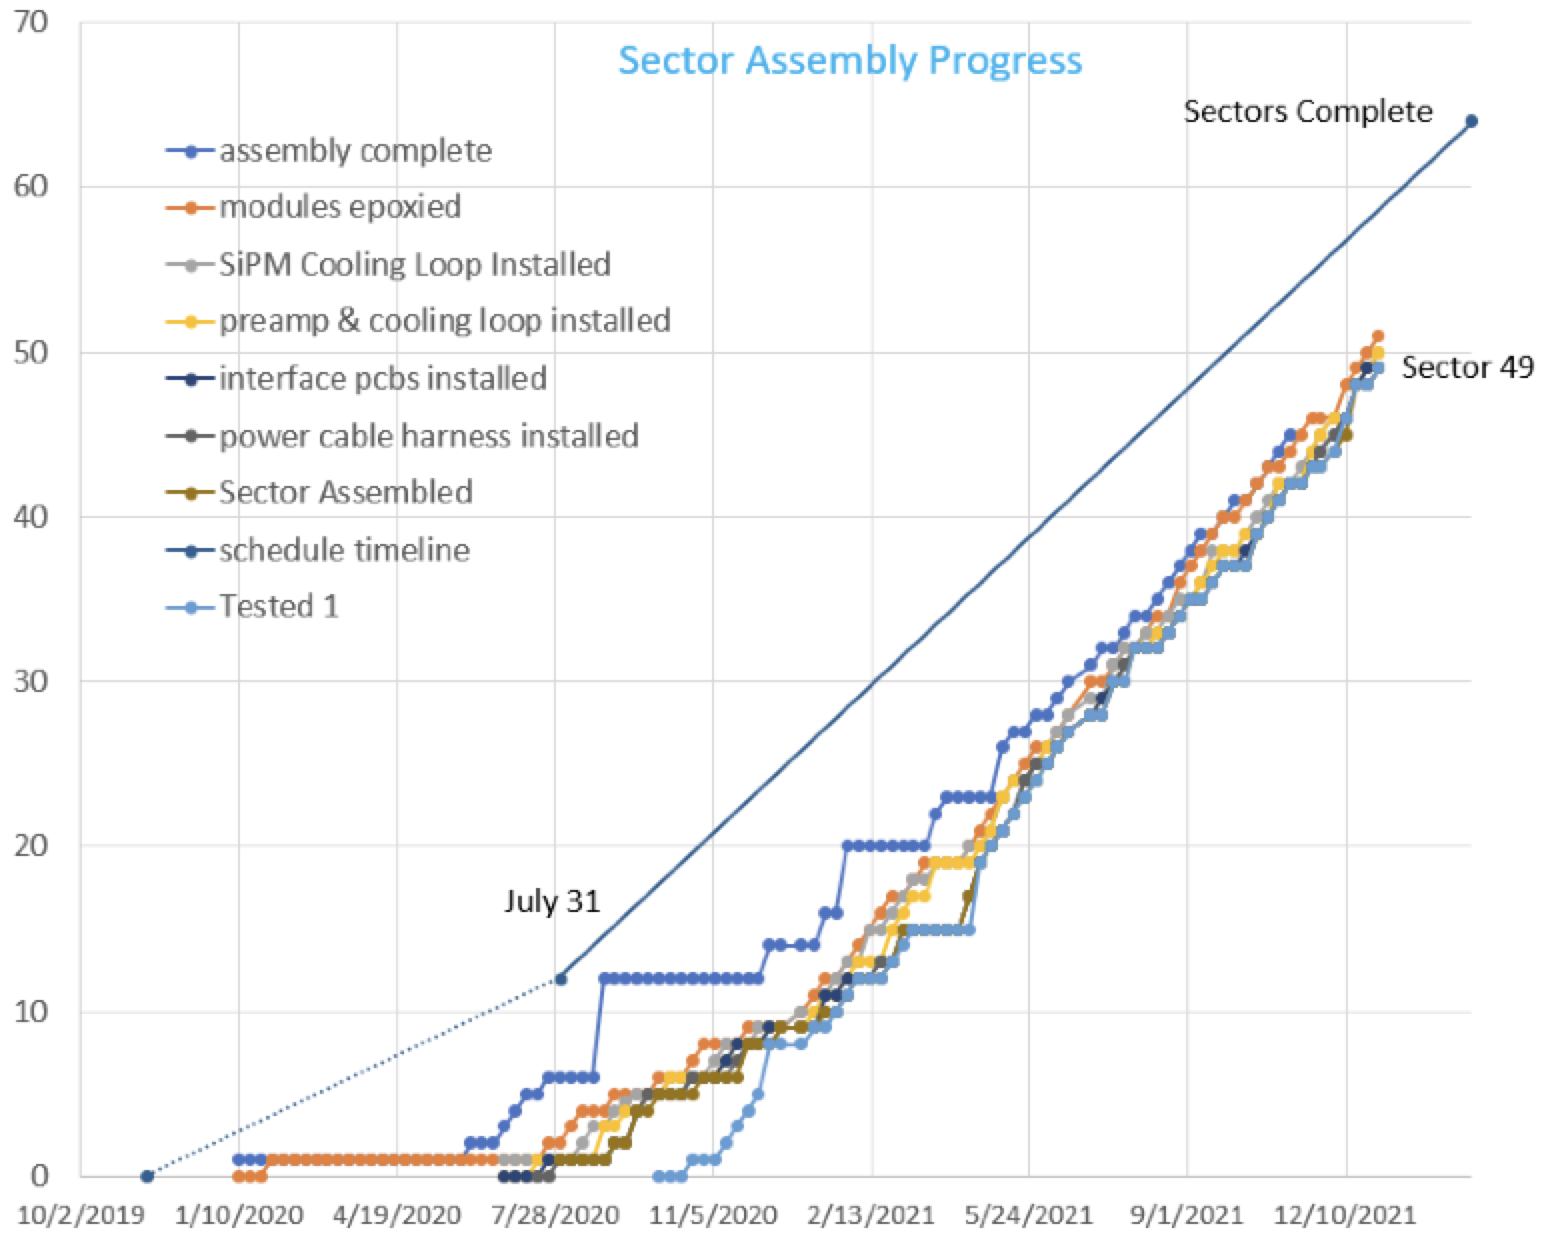 70
Sector Assembly Progress
Sectors Complete
assembly complete
60
modules epoxied
SiPM Cooling Loop Installed
preamp & cooling loop installed
50
Sector 49
interface pcbs installed
power cable harness installed
Sector Assembled
40
schedule timeline
Tested 1
30
20
July 31
10
0
10/2/2019 1/10/2020 4/19/2020 7/28/2020 11/5/2020 2/13/2021 5/24/2021 9/1/2021 12/10/2021